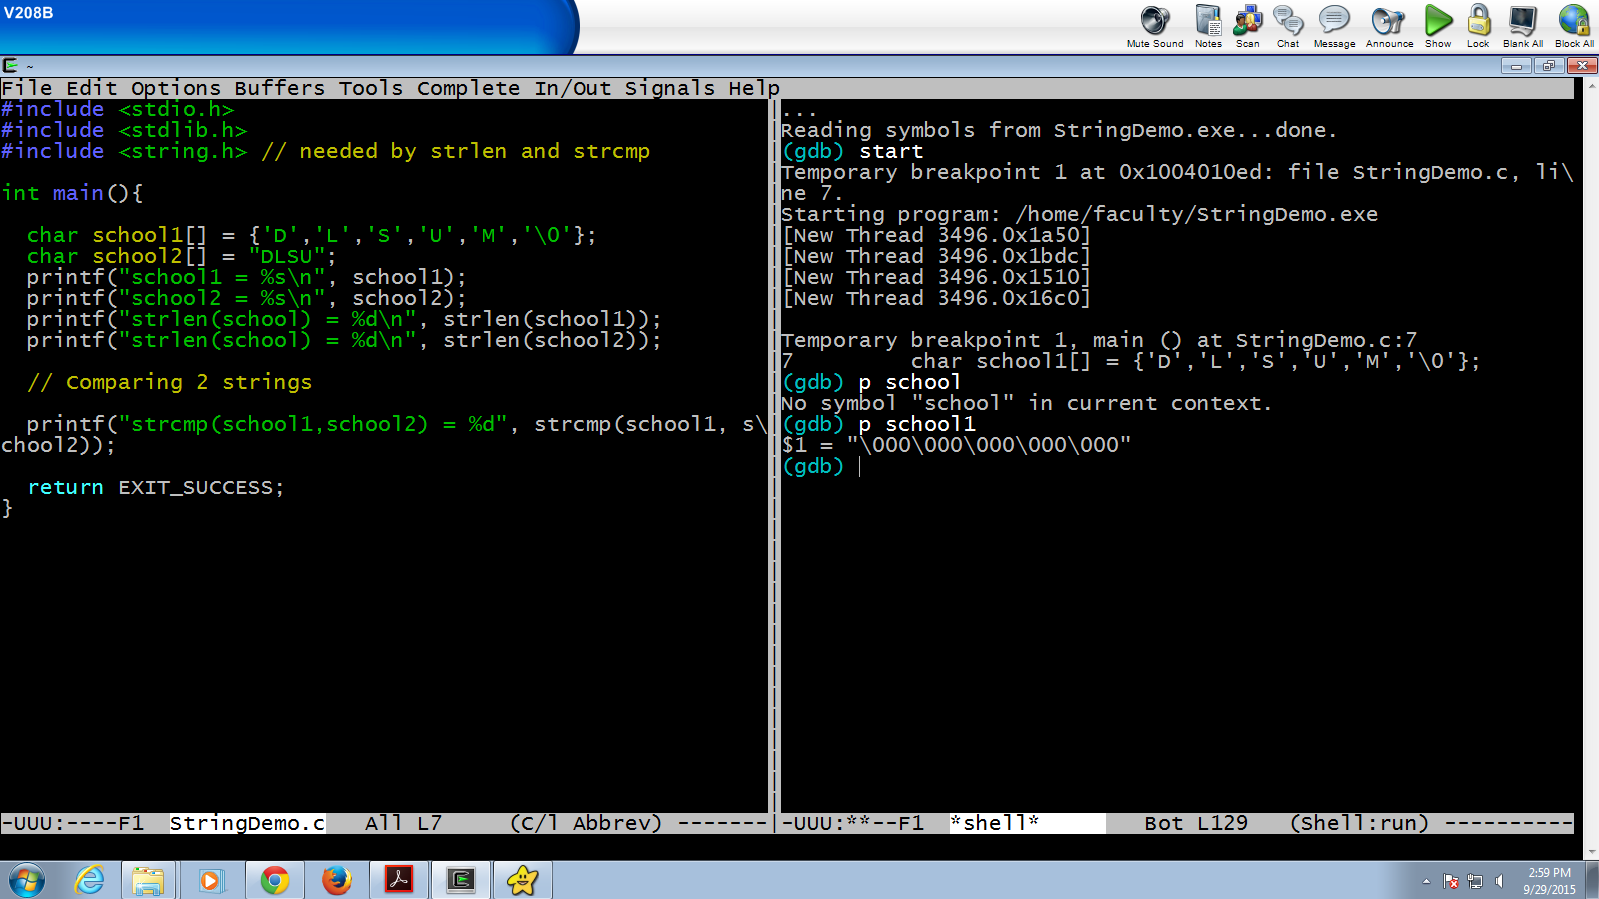 V208B
Mute Sound Notes Scan Chat Message Announce Show Lock Blank All Block All
~
File Edit Options Buffers Tools Complete In/Out Signals Help
#include <stdio.h>
#include <stdlib.h>
#include <string.h> // needed by strlen and strcmp
int main(){
char school1[] = {'D','L','S','U','M','\0'};
char school2[] = "DLSU";
printf("school1 = %s\n", school1);
printf("school2 = %s\n", school2);
printf("strlen(school) = %d\n", strlen(school1));
printf("strlen(school) = %d\n", strlen(school2));
// Comparing 2 strings
printf("strcmp(school1,school2) = %d", strcmp(school1, s\
chool2));
return EXIT_SUCCESS;
}
-UUU:----F1 StringDemo.c All L7 (C/l Abbrev) -------
...
Reading symbols from StringDemo.exe...done.
(gdb) start
Temporary breakpoint 1 at 0x1004010ed: file StringDemo.c, li\
ne 7.
Starting program: /home/faculty/StringDemo.exe
[New Thread 3496.0x1a50]
[New Thread 3496.0x1bdc]
[New Thread 3496.0x1510]
[New Thread 3496.0x16c0]
Temporary breakpoint 1, main () at StringDemo.c:7
7 char school1[] = {'D','L','S','U','M','\0'};
(gdb) p school
No symbol "school" in current context.
(gdb) p school1
$1 = "\000\000\000\000\000"
(gdb)
-UUU:**--F1 *shell* Bot L129 (Shell:run) ----------
2:59 PM
9/29/2015